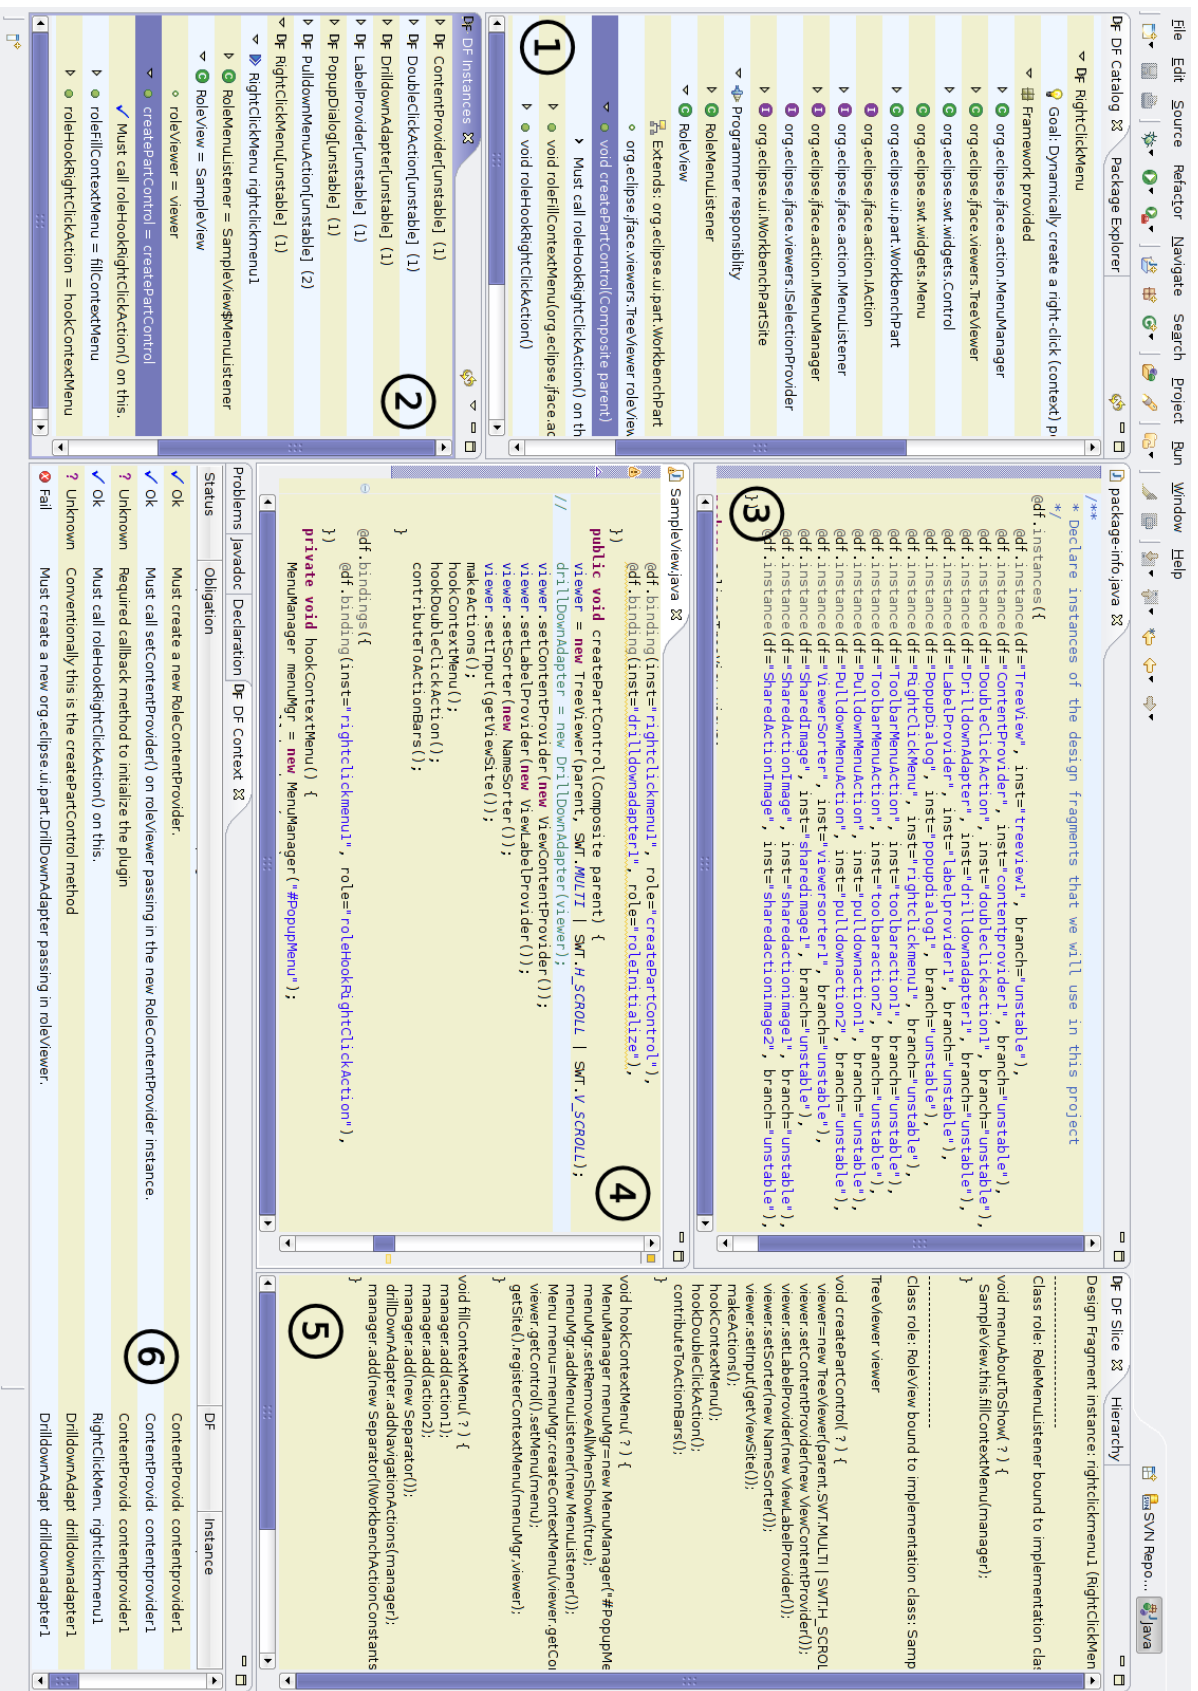 File Edit Source Refactor Navigate Search Project Run Window Help
SVN Repo... Java
DF DF Catalog Package Explorer
DF RightClickMenu
Goal: Dynamically create a right-click (context) p
Framework provided
org.eclipse.jface.action.MenuManager
org.eclipse.jface.viewers.TreeViewer
org.eclipse.swt.widgets.Control
org.eclipse.swt.widgets.Menu
org.eclipse.ui.part.WorkbenchPart
org.eclipse.jface.action.IAction
org.eclipse.jface.action.IMenuListener
org.eclipse.jface.action.IMenuManager
org.eclipse.jface.viewers.ISelectionProvider
org.eclipse.ui.IWorkbenchPartSite
Programmer responsiblity
RoleMenuListener
RoleView
Extends: org.eclipse.ui.part.WorkbenchPart
org.eclipse.jface.viewers.TreeViewer roleView
void createPartControl(Composite parent)
Must call roleHookRightClickAction() on th
void roleFillContextMenu(org.eclipse.jface.ac
void roleHookRightClickAction()
1
DF DF Instances
DF ContentProvider[unstable] (1)
DF DoubleClickAction[unstable] (1)
DF DrilldownAdapter[unstable] (1)
DF LabelProvider[unstable] (1)
DF PopupDialog[unstable] (1)
DF PulldownMenuAction[unstable] (2)
DF RightClickMenu[unstable] (1)
RightClickMenu rightclickmenu1
RoleMenuListener = SampleView$MenuListener
RoleView = SampleView
roleViewer = viewer
createPartControl = createPartControl
Must call roleHookRightClickAction() on this.
roleFillContextMenu = fillContextMenu
roleHookRightClickAction = hookContextMenu
2
package-info.java
/**
* Declare instances of the design fragments that we will use in this project
*/
@df.instances({
@df.instance(df="TreeView", inst="treeview1", branch="unstable"),
@df.instance(df="ContentProvider", inst="contentprovider1", branch="unstable"),
@df.instance(df="DoubleClickAction", inst="doubleclickaction1", branch="unstable"),
@df.instance(df="DrilldownAdapter", inst="drilldownadapter1", branch="unstable"),
@df.instance(df="LabelProvider", inst="labelprovider1", branch="unstable"),
@df.instance(df="PopupDialog", inst="popupdialog1", branch="unstable"),
@df.instance(df="RightClickMenu", inst="rightclickmenu1", branch="unstable"),
@df.instance(df="ToolbarMenuAction", inst="toolbaraction1", branch="unstable"),
@df.instance(df="ToolbarMenuAction", inst="toolbaraction2", branch="unstable"),
@df.instance(df="PulldownMenuAction", inst="pulldownaction1", branch="unstable"),
@df.instance(df="PulldownMenuAction", inst="pulldownaction2", branch="unstable"),
@df.instance(df="ViewerSorter", inst="viewersorter1", branch="unstable"),
@df.instance(df="SharedImage", inst="sharedimage1", branch="unstable"),
@df.instance(df="SharedActionImage", inst="sharedactionimage1", branch="unstable"),
@df.instance(df="SharedActionImage", inst="sharedactionimage2", branch="unstable"),
})
3
SampleView.java
@df.binding(inst="rightclickmenu1", role="createPartControl"),
@df.binding(inst="drilldownadapter1", role="roleInitialize"),
})
public void createPartControl(Composite parent) {
viewer = new TreeViewer(parent, SWT.MULTI | SWT.H_SCROLL | SWT.V_SCROLL);
// drillDownAdapter = new DrillDownAdapter(viewer);
viewer.setContentProvider(new ViewContentProvider());
viewer.setLabelProvider(new ViewLabelProvider());
viewer.setSorter(new NameSorter());
viewer.setInput(getViewSite());
makeActions();
hookContextMenu();
hookDoubleClickAction();
contributeToActionBars();
}
@df.bindings({
@df.binding(inst="rightclickmenu1", role="roleHookRightClickAction"),
})
private void hookContextMenu() {
MenuManager menuMgr = new MenuManager("#PopupMenu");
4
DF DF Slice Hierarchy
Design Fragment instance: rightclickmenu1 (RightClickMen
Class role: RoleMenuListener bound to implementation clas
------------------------------
void menuAboutToShow( ? ) {
SampleView.this.fillContextMenu(manager);
}
Class role: RoleView bound to implementation class: Samp
------------------------------
TreeViewer viewer
void createPartControl( ? ) {
viewer=new TreeViewer(parent,SWT.MULTI | SWT.H_SCROL
viewer.setContentProvider(new ViewContentProvider());
viewer.setLabelProvider(new ViewLabelProvider());
viewer.setSorter(new NameSorter());
viewer.setInput(getViewSite());
makeActions();
hookContextMenu();
hookDoubleClickAction();
contributeToActionBars();
}
void hookContextMenu( ? ) {
MenuManager menuMgr=new MenuManager("#PopupMe
menuMgr.setRemoveAllWhenShown(true);
menuMgr.addMenuListener(new MenuListener());
Menu menu=menuMgr.createContextMenu(viewer.getCo
viewer.getControl().setMenu(menu);
getSite().registerContextMenu(menuMgr,viewer);
}
void fillContextMenu( ? ) {
manager.add(action1);
manager.add(action2);
manager.add(new Separator());
drillDownAdapter.addNavigationActions(manager);
manager.add(new Separator(IWorkbenchActionConstants
}
5
Problems Javadoc Declaration DF DF Context
Status Obligation DF Instance
Ok Must create a new RoleContentProvider. ContentProvide contentprovider1
Ok Must call setContentProvider() on roleViewer passing in the new RoleContentProvider instance. ContentProvide contentprovider1
? Unknown Required callback method to initialize the plugin ContentProvide contentprovider1
Ok Must call roleHookRightClickAction() on this. RightClickMenu rightclickmenu1
? Unknown Conventionally this is the createPartControl method DrilldownAdapt drilldownadapter1
Fail Must create a new org.eclipse.ui.part.DrillDownAdapter passing in roleViewer. DrilldownAdapt drilldownadapter1
6